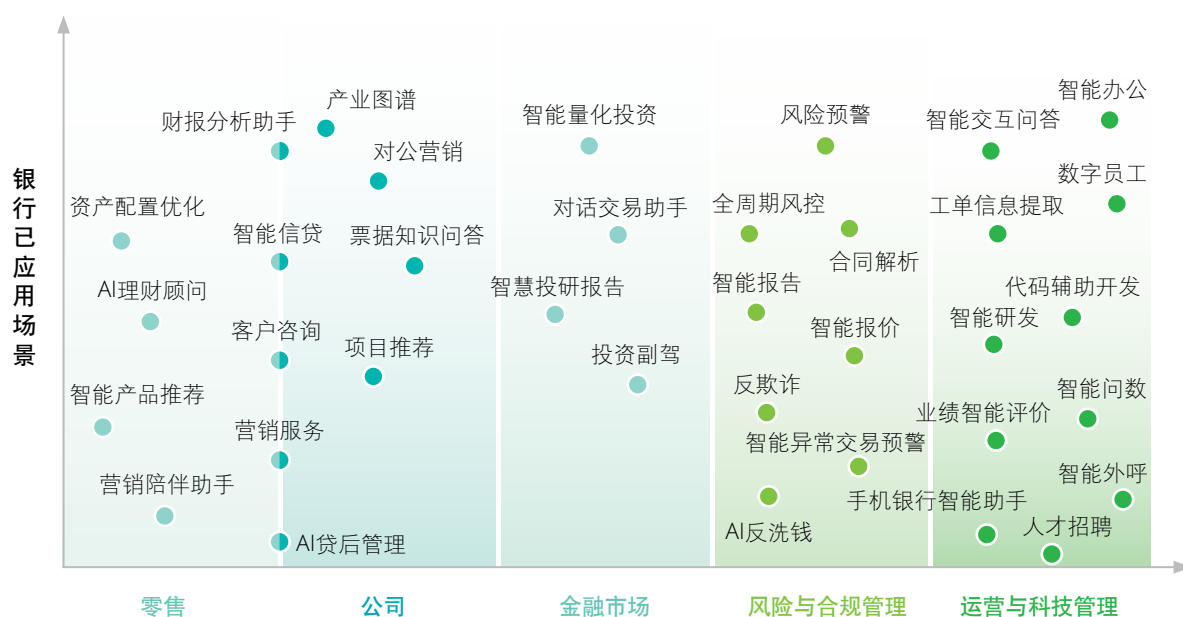 银行已应用场景
财报分析助手
资产配置优化
智能信贷
AI理财顾问
客户咨询
智能产品推荐
营销服务
营销陪伴助手
AI贷后管理
产业图谱
对公营销
票据知识问答
项目推荐
智能量化投资
对话交易助手
智慧投研报告
投资副驾
风险预警
全周期风控
合同解析
智能报告
智能报价
反欺诈
智能异常交易预警
AI反洗钱
智能办公
智能交互问答
数字员工
工单信息提取
代码辅助开发
智能研发
智能问数
业绩智能评价
智能外呼
手机银行智能助手
人才招聘
零售
公司
金融市场
风险与合规管理
运营与科技管理